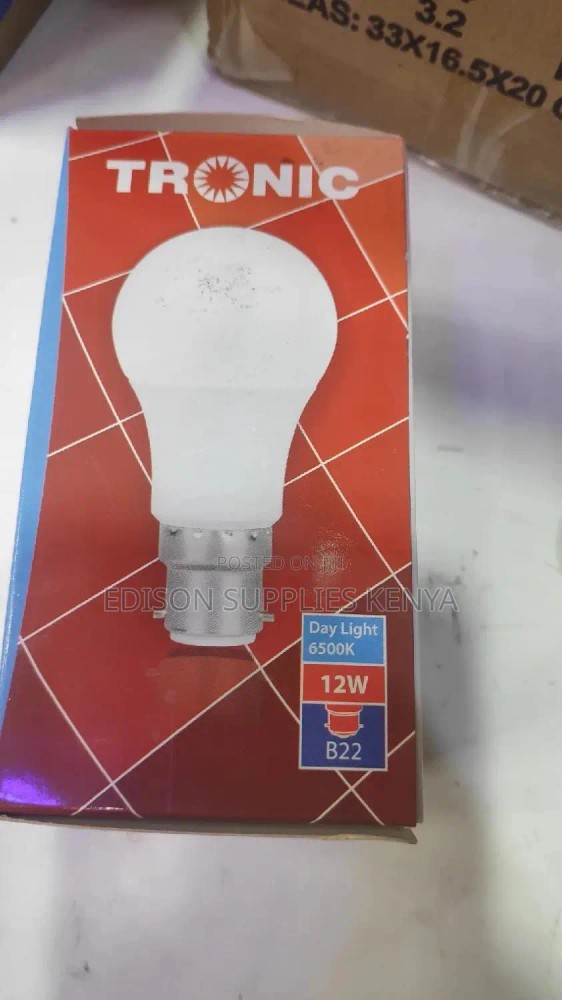 3.2
EAS: 33X16.5X20
TRONIC
POSTED ON
EDISON SUPPLIES KENYA
Day Light
6500K
12W
B22